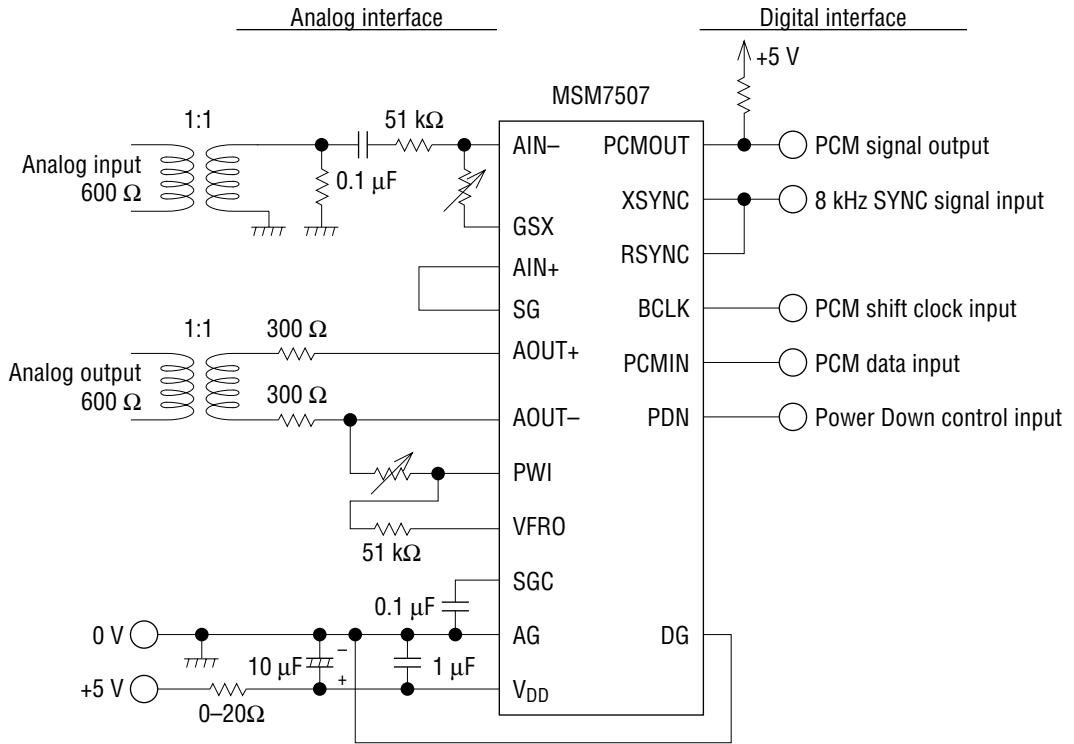 Analog interface
Digital interface
+5 V
MSM7507
1:1
51 kΩ
Analog input
600 Ω
0.1 μF
AIN–
GSX
AIN+
SG
1:1
300 Ω
Analog output
600 Ω
300 Ω
AOUT+
AOUT–
PWI
VFRO
51 kΩ
SGC
0.1 μF
0 V
AG
10 μF
–
+
1 μF
+5 V
0–20Ω
VDD
PCMOUT
PCM signal output
XSYNC
8 kHz SYNC signal input
RSYNC
BCLK
PCM shift clock input
PCMIN
PCM data input
PDN
Power Down control input
DG